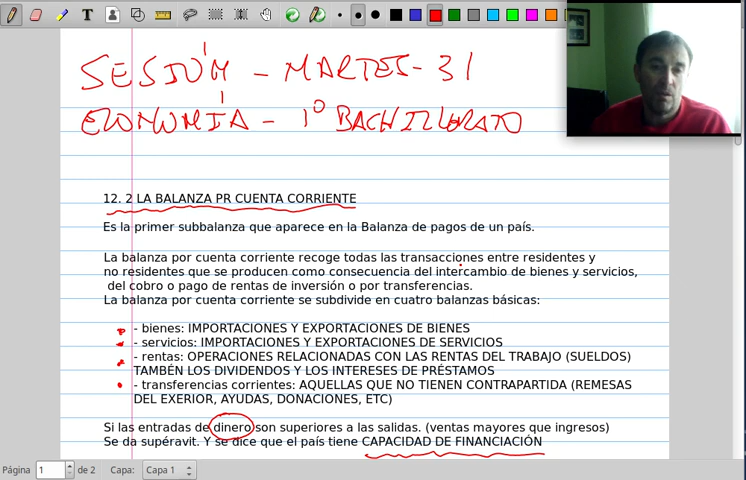 SESIÓN - MARTES - 31
ECONOMÍA - 1º BACHILLERATO
12. 2 LA BALANZA PR CUENTA CORRIENTE
Es la primer subbalanza que aparece en la Balanza de pagos de un país.
La balanza por cuenta corriente recoge todas las transacciones entre residentes y
no residentes que se producen como consecuencia del intercambio de bienes y servicios,
del cobro o pago de rentas de inversión o por transferencias.
La balanza por cuenta corriente se subdivide en cuatro balanzas básicas:
- bienes: IMPORTACIONES Y EXPORTACIONES DE BIENES
- servicios: IMPORTACIONES Y EXPORTACIONES DE SERVICIOS
- rentas: OPERACIONES RELACIONADAS CON LAS RENTAS DEL TRABAJO (SUELDOS)
TAMBÉN LOS DIVIDENDOS Y LOS INTERESES DE PRÉSTAMOS
- transferencias corrientes: AQUELLAS QUE NO TIENEN CONTRAPARTIDA (REMESAS
DEL EXERIOR, AYUDAS, DONACIONES, ETC)
Si las entradas de dinero son superiores a las salidas. (ventas mayores que ingresos)
Se da supéravit. Y se dice que el país tiene CAPACIDAD DE FINANCIACIÓN
Página 1 de 2 Capa: Capa 1